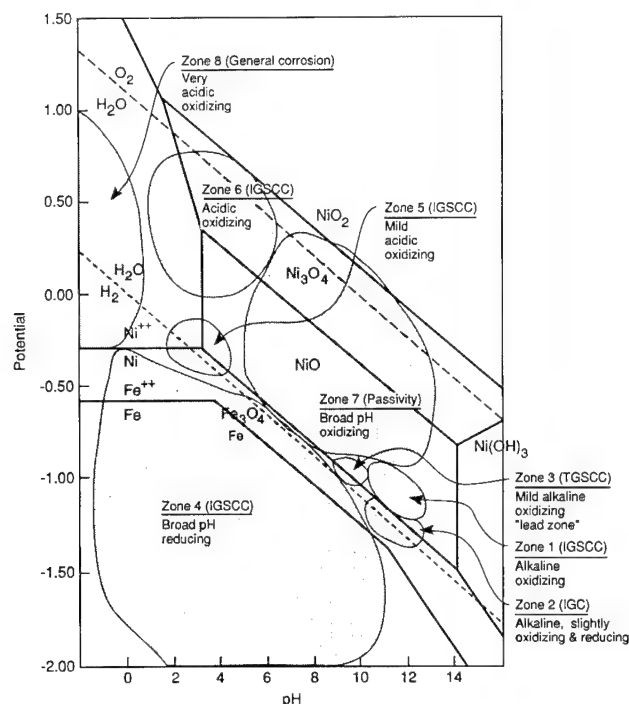 1.50
1.00
0.50
0.00
-0.50
-1.00
-1.50
-2.00
Potential
0
2
4
6
8
10
12
14
16
pH
Zone 8 (General corrosion)
Very
acidic
oxidizing
O2
H2O
Zone 6 (IGSCC)
Acidic
oxidizing
NiO2
Zone 5 (IGSCC)
Mild
acidic
oxidizing
H2O
H2
Ni3O4
Ni++
Ni
NiO
Fe++
Fe
Fe3O4
Fe
Zone 7 (Passivity)
Broad pH
oxidizing
Ni(OH)3
Zone 4 (IGSCC)
Broad pH
reducing
Zone 3 (TGSCC)
Mild alkaline
oxidizing
"lead zone"
Zone 1 (IGSCC)
Alkaline
oxidizing
Zone 2 (IGC)
Alkaline, slightly
oxidizing & reducing